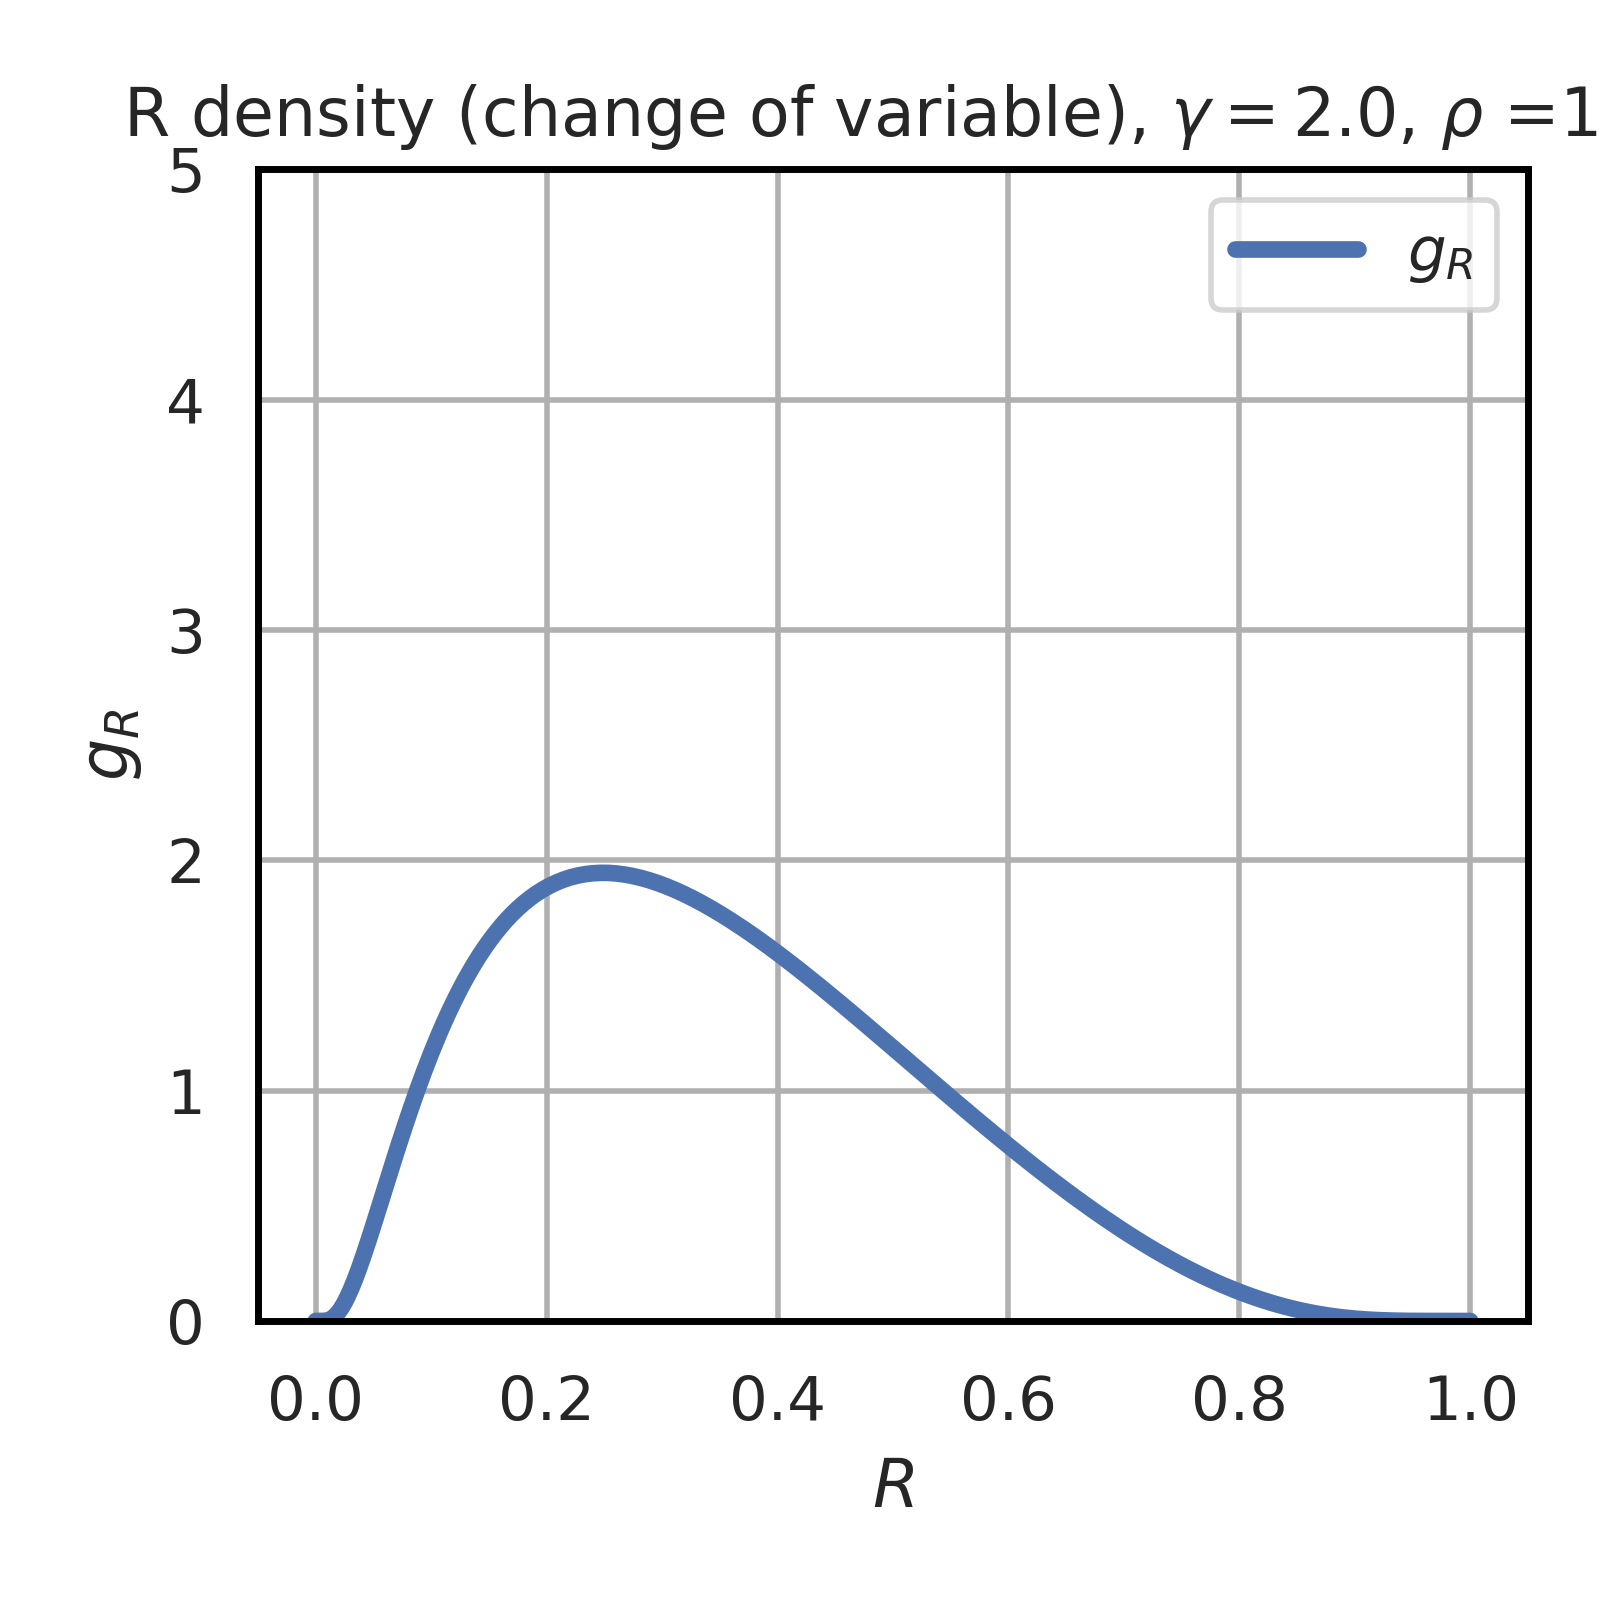 R density (change of variable), γ = 2.0, ρ =1
5
4
3
2
1
0
g_R
g_R
0.0 0.2 0.4 0.6 0.8 1.0
R